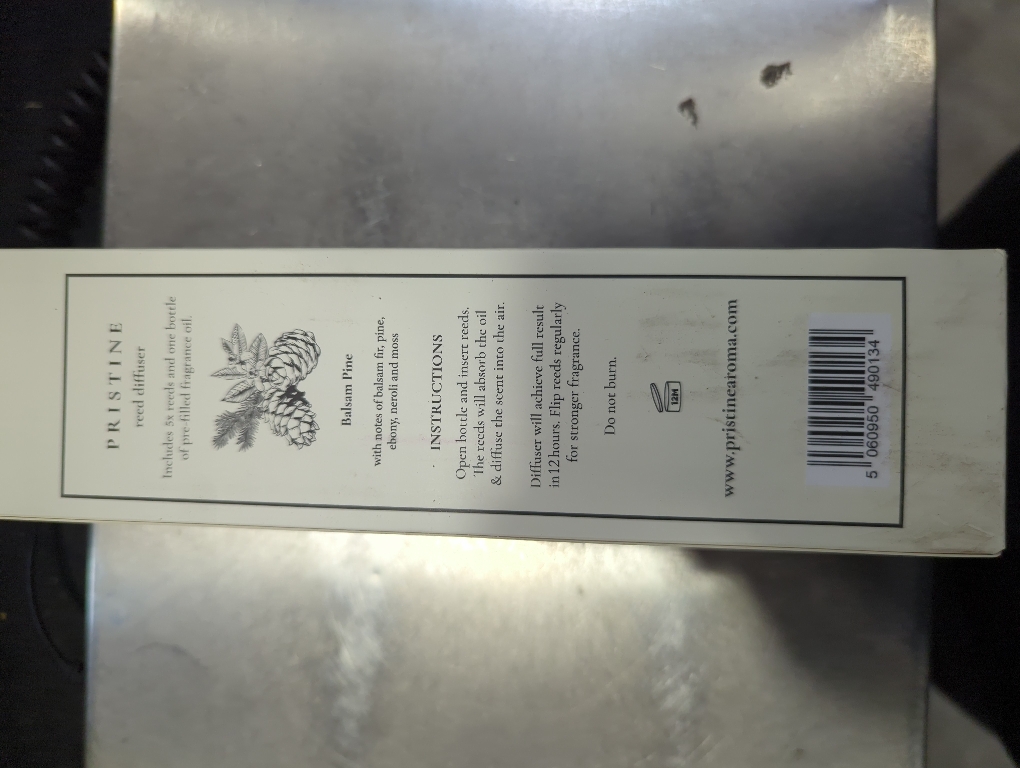 PRISTINE
reed diffuser
Includes 5x reeds and one bottle
of pre-filled fragrance oil.
Balsam Pine
with notes of balsam fir, pine,
ebony, neroli and moss
INSTRUCTIONS
Open bottle and insert reeds.
The reeds will absorb the oil
& diffuse the scent into the air.
Diffuser will achieve full result
in12 hours. Flip reeds regularly
for stronger fragrance.
Do not burn.
12M
www.pristinearoma.com
5 060950 490134